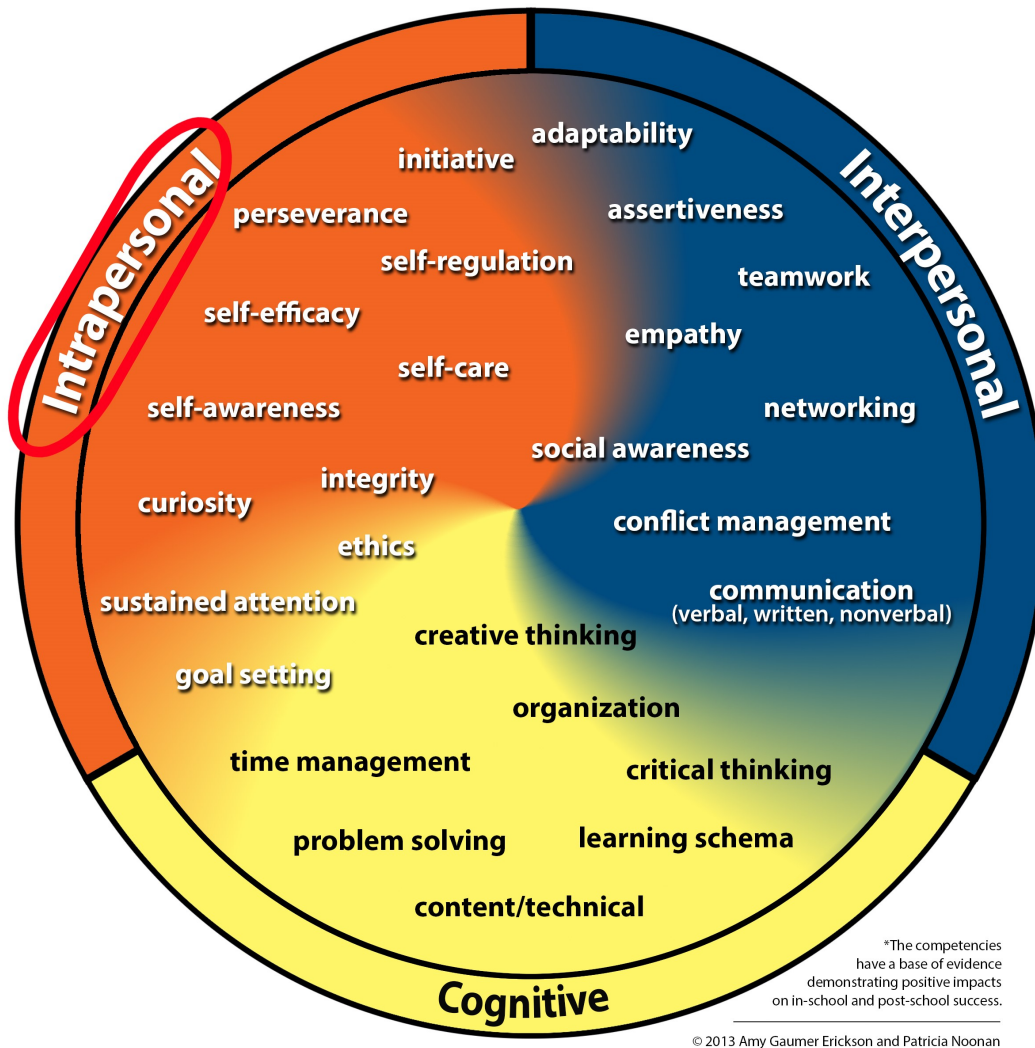 Intrapersonal
Interpersonal
adaptability
initiative
assertiveness
perseverance
self-regulation
teamwork
self-efficacy
empathy
self-care
self-awareness
networking
social awareness
integrity
curiosity
conflict management
ethics
communication
(verbal, written, nonverbal)
sustained attention
creative thinking
goal setting
organization
time management
critical thinking
problem solving
learning schema
content/technical
Cognitive
*The competencies
have a base of evidence
demonstrating positive impacts
on in-school and post-school success.
© 2013 Amy Gaumer Erickson and Patricia Noonan